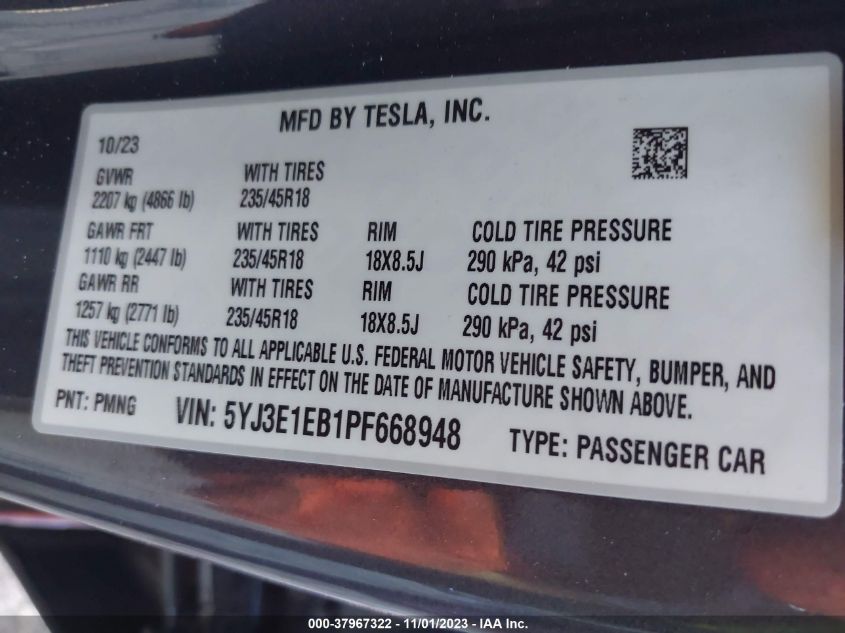 MFD BY TESLA, INC.
10/23
GVWR WITH TIRES
2207 kg (4866 lb) 235/45R18
GAWR FRT WITH TIRES RIM COLD TIRE PRESSURE
1110 kg (2447 lb) 235/45R18 18X8.5J 290 kPa, 42 psi
GAWR RR WITH TIRES RIM COLD TIRE PRESSURE
1257 kg (2771 lb) 235/45R18 18X8.5J 290 kPa, 42 psi
THIS VEHICLE CONFORMS TO ALL APPLICABLE U.S. FEDERAL MOTOR VEHICLE SAFETY, BUMPER, AND
THEFT PREVENTION STANDARDS IN EFFECT ON THE DATE OF MANUFACTURE SHOWN ABOVE.
PNT: PMNG VIN: 5YJ3E1EB1PF668948 TYPE: PASSENGER CAR
000-37967322 - 11/01/2023 - IAA Inc.